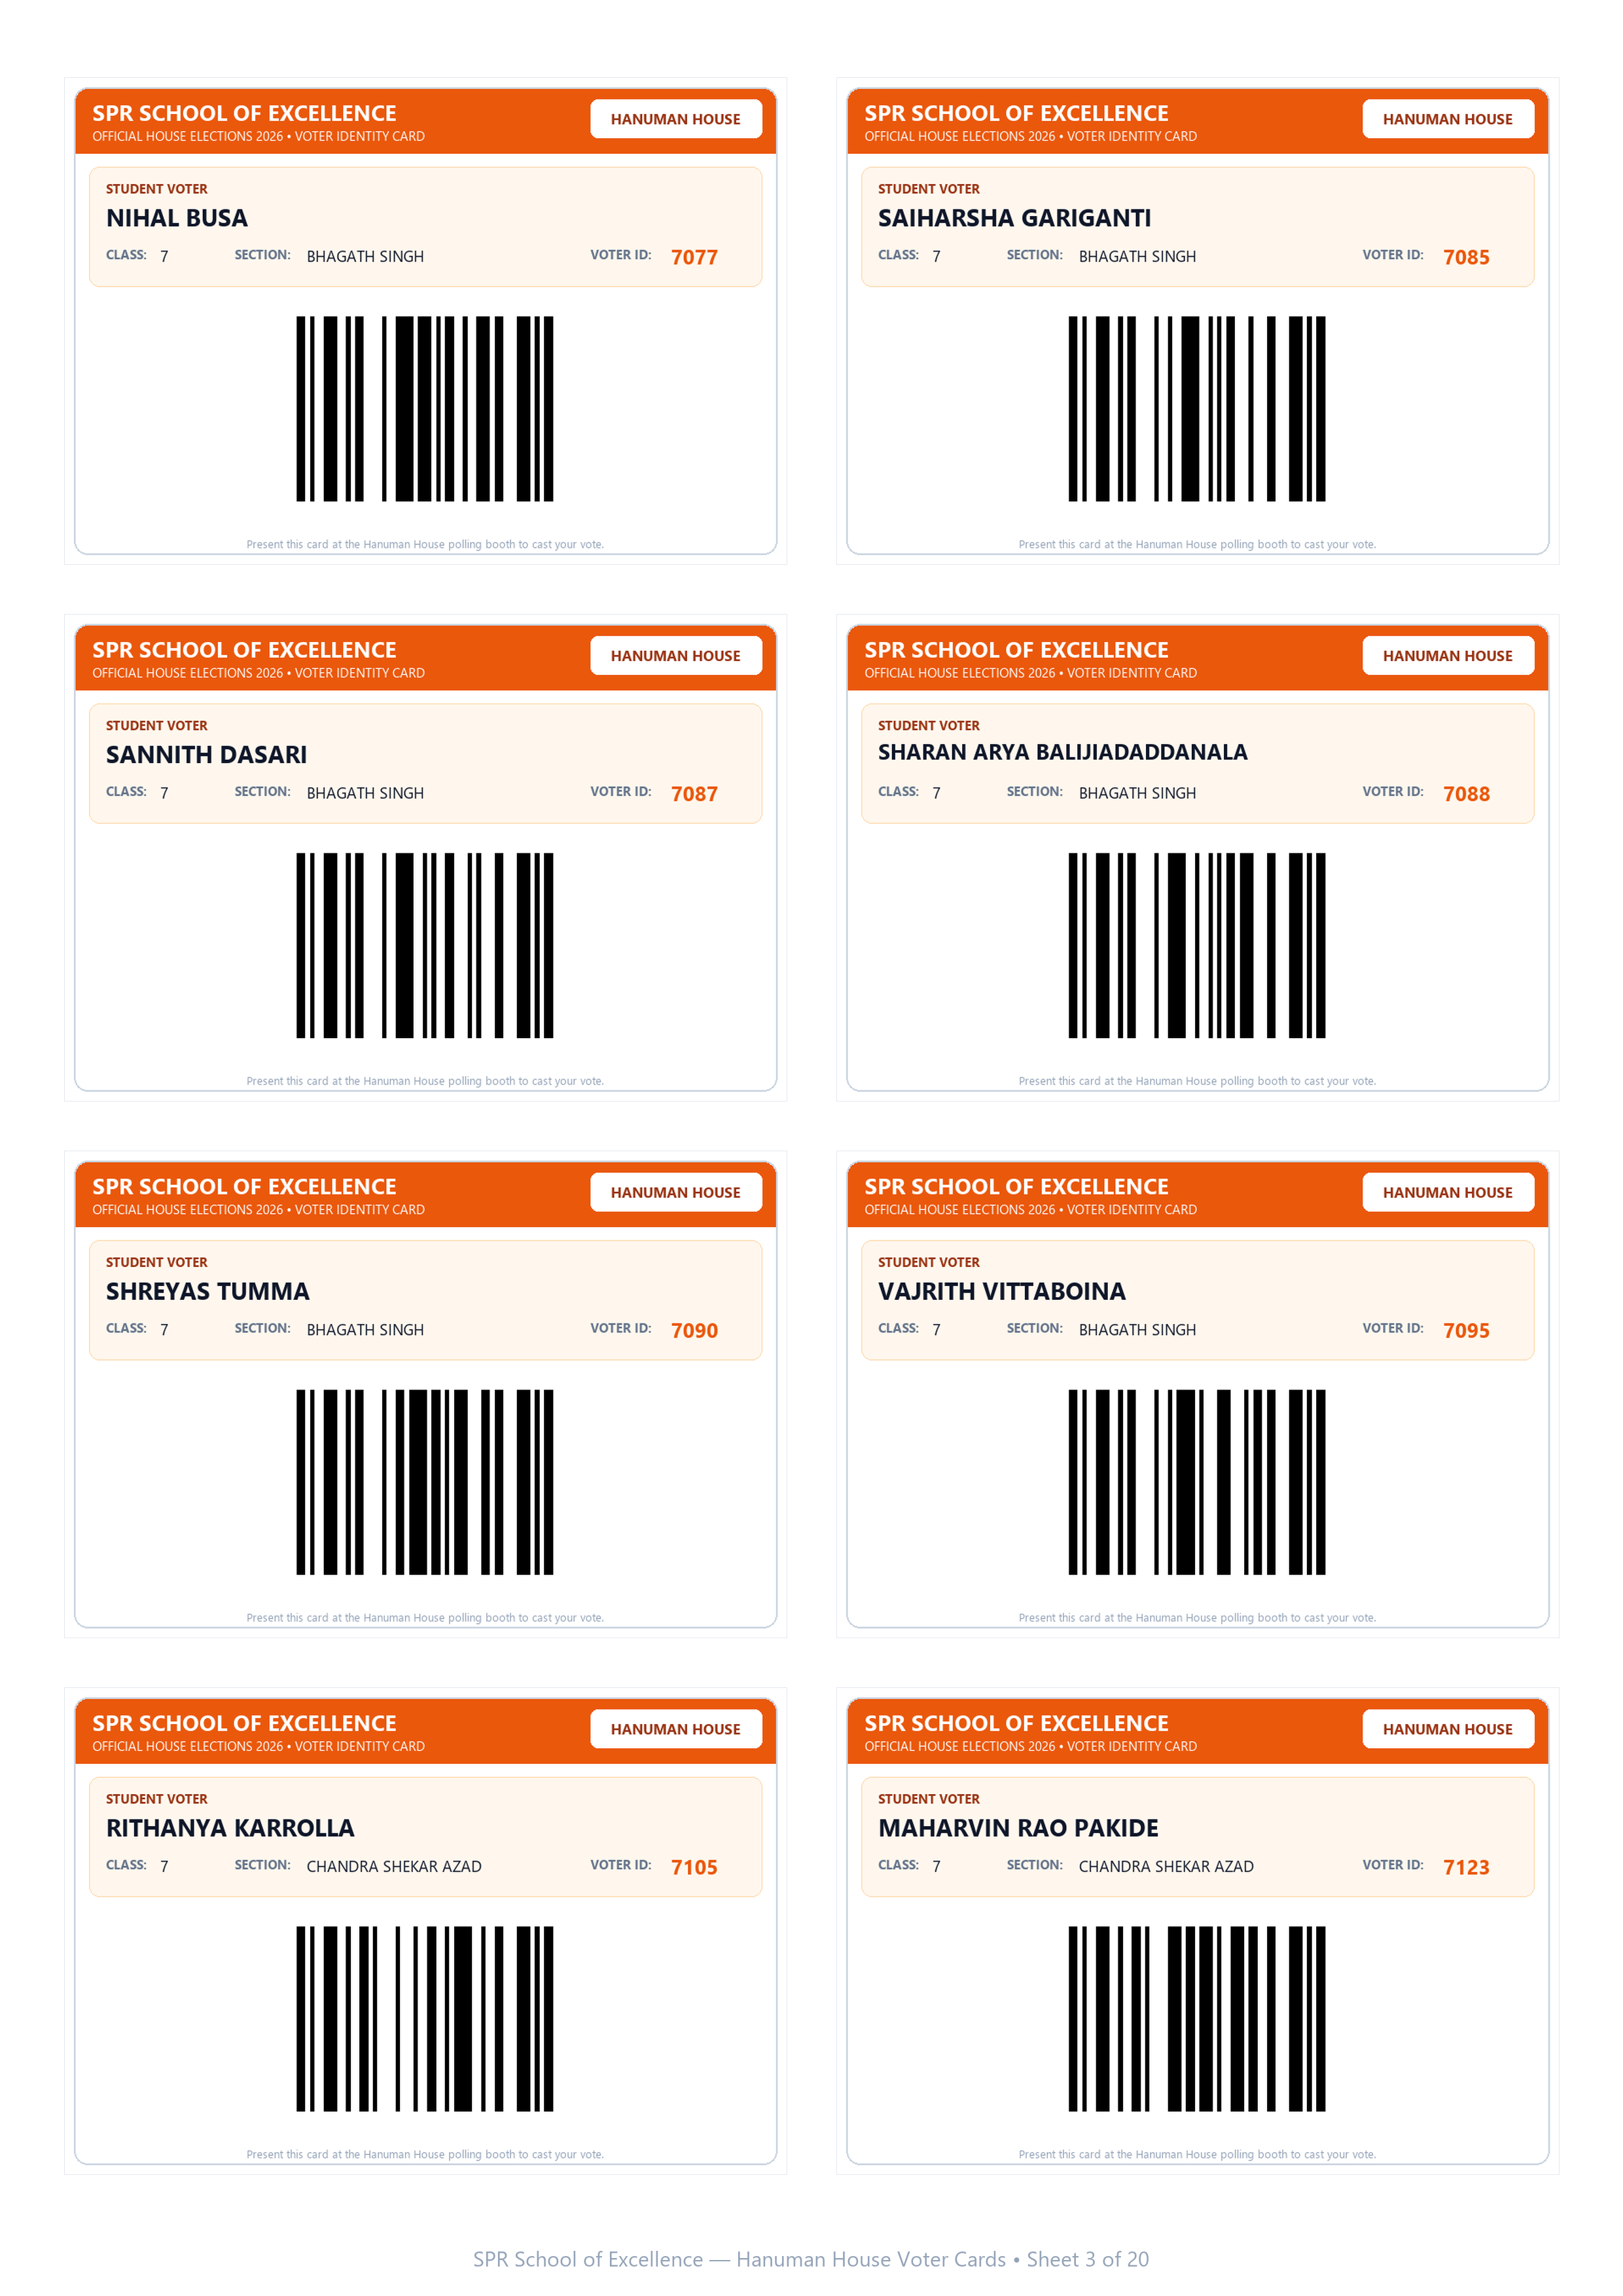 SPR SCHOOL OF EXCELLENCE
OFFICIAL HOUSE ELECTIONS 2026 • VOTER IDENTITY CARD
HANUMAN HOUSE
STUDENT VOTER
NIHAL BUSA
CLASS: 7 SECTION: BHAGATH SINGH VOTER ID: 7077
Present this card at the Hanuman House polling booth to cast your vote.
SPR SCHOOL OF EXCELLENCE
OFFICIAL HOUSE ELECTIONS 2026 • VOTER IDENTITY CARD
HANUMAN HOUSE
STUDENT VOTER
SAIHARSHA GARIGANTI
CLASS: 7 SECTION: BHAGATH SINGH VOTER ID: 7085
Present this card at the Hanuman House polling booth to cast your vote.
SPR SCHOOL OF EXCELLENCE
OFFICIAL HOUSE ELECTIONS 2026 • VOTER IDENTITY CARD
HANUMAN HOUSE
STUDENT VOTER
SANNITH DASARI
CLASS: 7 SECTION: BHAGATH SINGH VOTER ID: 7087
Present this card at the Hanuman House polling booth to cast your vote.
SPR SCHOOL OF EXCELLENCE
OFFICIAL HOUSE ELECTIONS 2026 • VOTER IDENTITY CARD
HANUMAN HOUSE
STUDENT VOTER
SHARAN ARYA BALIJIADADDANALA
CLASS: 7 SECTION: BHAGATH SINGH VOTER ID: 7088
Present this card at the Hanuman House polling booth to cast your vote.
SPR SCHOOL OF EXCELLENCE
OFFICIAL HOUSE ELECTIONS 2026 • VOTER IDENTITY CARD
HANUMAN HOUSE
STUDENT VOTER
SHREYAS TUMMA
CLASS: 7 SECTION: BHAGATH SINGH VOTER ID: 7090
Present this card at the Hanuman House polling booth to cast your vote.
SPR SCHOOL OF EXCELLENCE
OFFICIAL HOUSE ELECTIONS 2026 • VOTER IDENTITY CARD
HANUMAN HOUSE
STUDENT VOTER
VAJRITH VITTABOINA
CLASS: 7 SECTION: BHAGATH SINGH VOTER ID: 7095
Present this card at the Hanuman House polling booth to cast your vote.
SPR SCHOOL OF EXCELLENCE
OFFICIAL HOUSE ELECTIONS 2026 • VOTER IDENTITY CARD
HANUMAN HOUSE
STUDENT VOTER
RITHANYA KARROLLA
CLASS: 7 SECTION: CHANDRA SHEKAR AZAD VOTER ID: 7105
Present this card at the Hanuman House polling booth to cast your vote.
SPR SCHOOL OF EXCELLENCE
OFFICIAL HOUSE ELECTIONS 2026 • VOTER IDENTITY CARD
HANUMAN HOUSE
STUDENT VOTER
MAHARVIN RAO PAKIDE
CLASS: 7 SECTION: CHANDRA SHEKAR AZAD VOTER ID: 7123
Present this card at the Hanuman House polling booth to cast your vote.
SPR School of Excellence — Hanuman House Voter Cards • Sheet 3 of 20